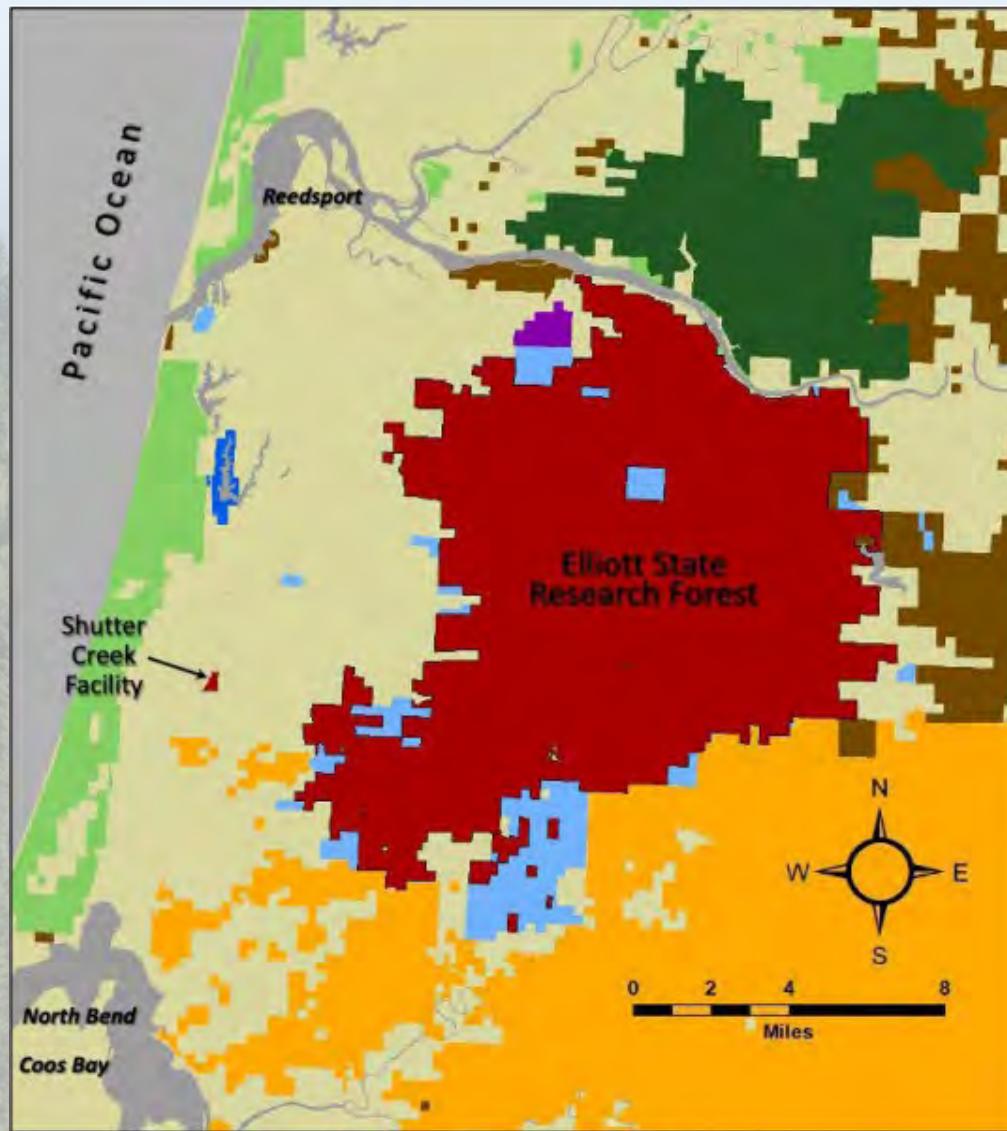 Pacific Ocean
Reedsport
Elliott State
Research Forest
Shutter
Creek
Facility
N
W E
S
0 2 4 8
Miles
North Bend
Coos Bay